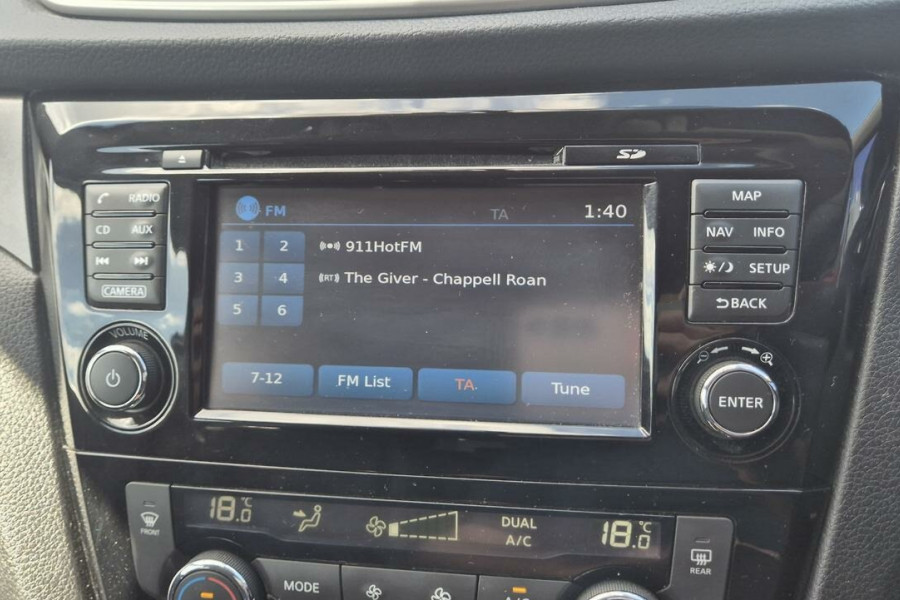 SD
RADIO
CD AUX
CAMERA
VOLUME
FM TA 1:40
1 2 911HotFM
3 4 RT The Giver - Chappell Roan
5 6
7-12 FM List TA Tune
MAP
NAV INFO
SETUP
BACK
ENTER
FRONT
18.0°C
DUAL
A/C
18.0°C
REAR
MODE